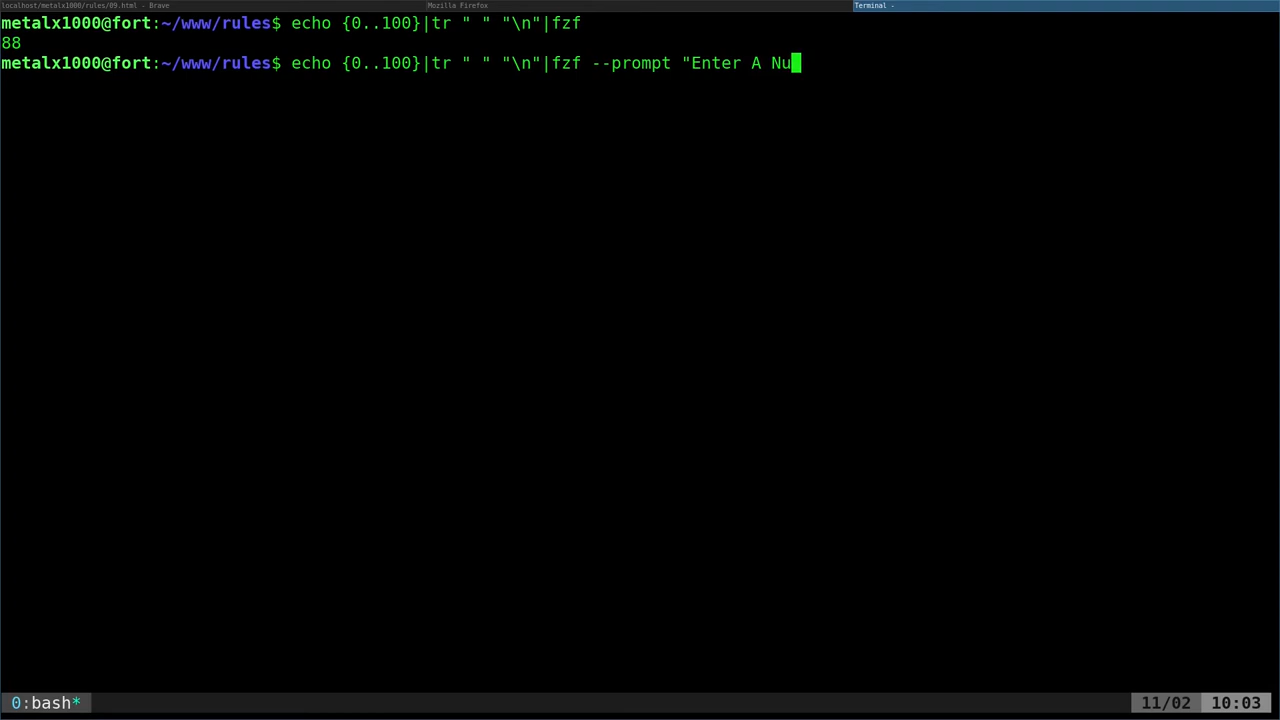 localhost/metalx1000/rules/09.html - Brave
Mozilla Firefox
Terminal -
metalx1000@fort:~/www/rules$ echo {0..100}|tr " " "\n"|fzf
88
metalx1000@fort:~/www/rules$ echo {0..100}|tr " " "\n"|fzf --prompt "Enter A Nu
0:bash*
11/02 10:03